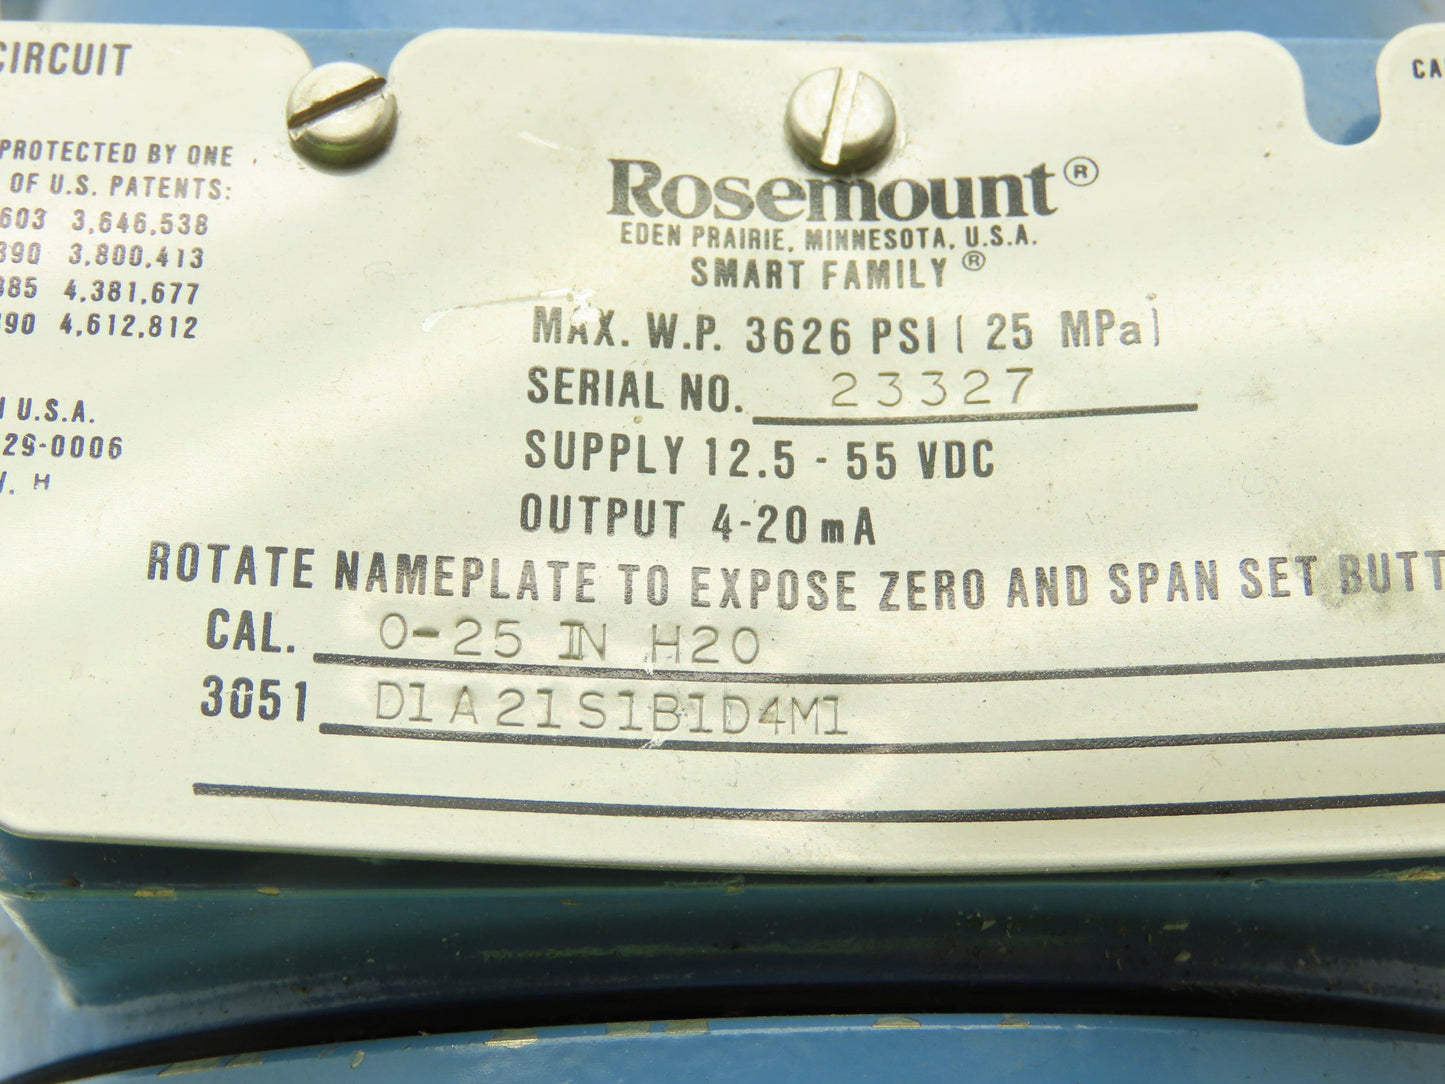 CIRCUIT
PROTECTED BY ONE
OF U.S. PATENTS:
603 3,646,538
390 3,800,413
385 4,381,677
790 4,612,812
U.S.A.
29-0006
H
CA
Rosemount®
EDEN PRAIRIE, MINNESOTA, U.S.A.
SMART FAMILY®
MAX. W.P. 3626 PSI [ 25 MPa]
SERIAL NO. 23327
SUPPLY 12.5 - 55 VDC
OUTPUT 4-20 mA
ROTATE NAMEPLATE TO EXPOSE ZERO AND SPAN SET BUTT
CAL. 0-25 IN H2O
3051 D1A21S1B1D4M1